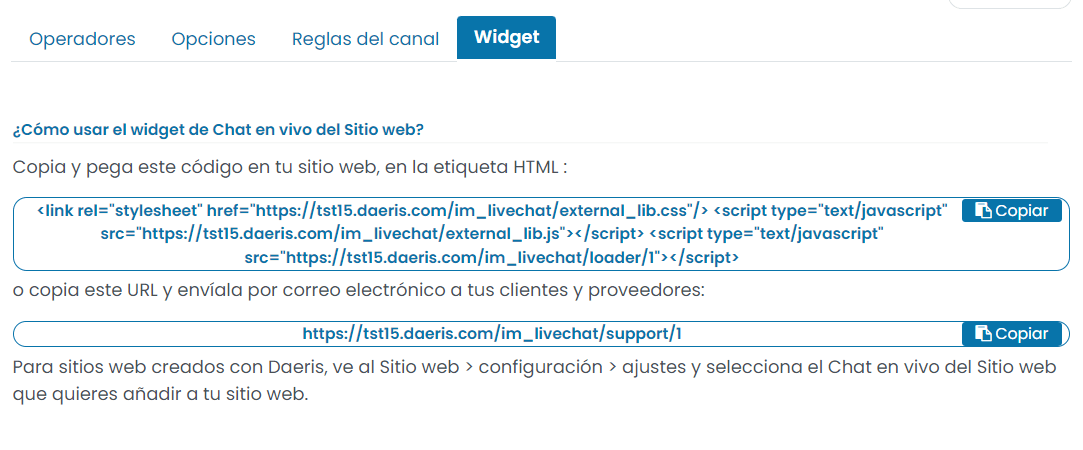 Operadores Opciones Reglas del canal Widget
¿Cómo usar el widget de Chat en vivo del Sitio web?
Copia y pega este código en tu sitio web, en la etiqueta HTML :
<link rel="stylesheet" href="https://tst15.daeris.com/im_livechat/external_lib.css"/> <script type="text/javascript" Copiar
src="https://tst15.daeris.com/im_livechat/external_lib.js"></script> <script type="text/javascript"
src="https://tst15.daeris.com/im_livechat/loader/1"></script>
o copia este URL y envíala por correo electrónico a tus clientes y proveedores:
https://tst15.daeris.com/im_livechat/support/1 Copiar
Para sitios web creados con Daeris, ve al Sitio web > configuración > ajustes y selecciona el Chat en vivo del Sitio web
que quieres añadir a tu sitio web.